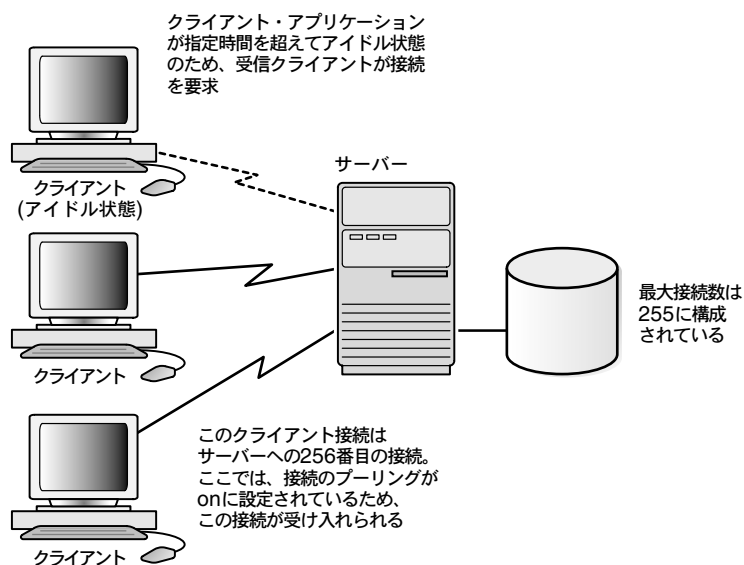 クライアント・アプリケーション
が指定時間を超えてアイドル状態
のため、受信クライアントが接続
を要求
サーバー
クライアント
(アイドル状態)
最大接続数は
255に構成
されている
クライアント
このクライアント接続は
サーバーへの256番目の接続。
ここでは、接続のプーリングが
onに設定されているため、
この接続が受け入れられる
クライアント